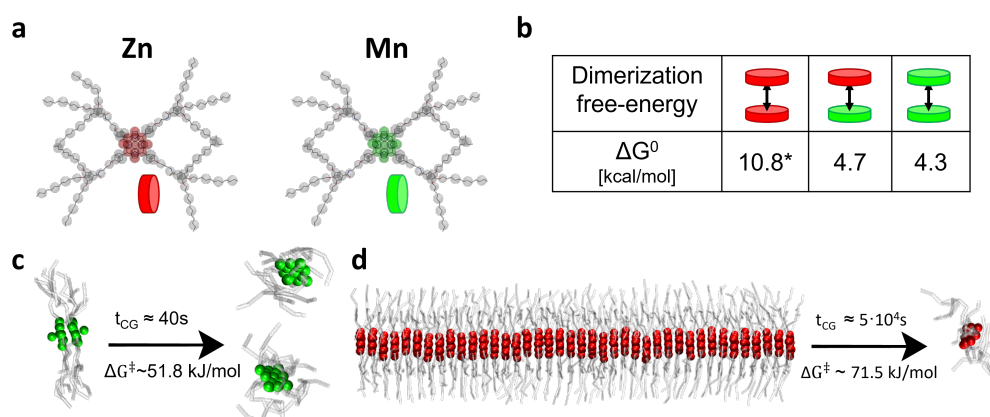 a
Zn
Mn
b
Dimerization
free-energy
ΔG⁰
[kcal/mol]
10.8*
4.7
4.3
c
t_CG ≈ 40s
ΔG‡~51.8 kJ/mol
d
t_CG ≈ 5·10⁴s
ΔG‡~ 71.5 kJ/mol